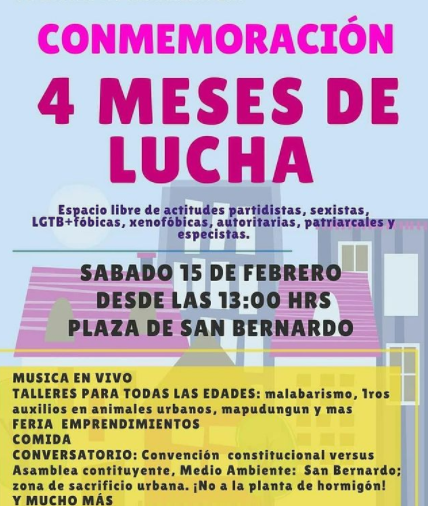 CONMEMORACIÓN
4 MESES DE
LUCHA
Espacio libre de actitudes partidistas, sexistas,
LGTB+fóbicas, xenofóbicas, autoritarias, patriarcales y
especistas.
SABADO 15 DE FEBRERO
DESDE LAS 13:00 HRS
PLAZA DE SAN BERNARDO
MUSICA EN VIVO
TALLERES PARA TODAS LAS EDADES: malabarismo, 1ros
auxilios en animales urbanos, mapudungun y mas
FERIA EMPRENDIMIENTOS
COMIDA
CONVERSATORIO: Convención constitucional versus
Asamblea contituyente, Medio Ambiente: San Bernardo;
zona de sacrificio urbana. ¡No a la planta de hormigón!
Y MUCHO MÁS